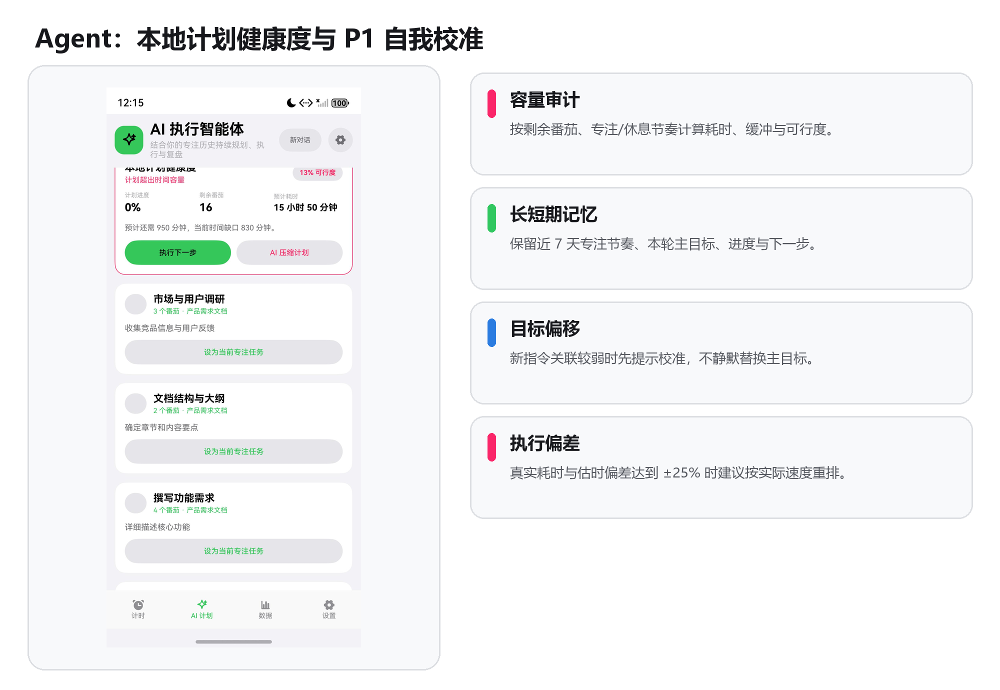 Agent：本地计划健康度与 P1 自我校准
12:15
100
AI 执行智能体
结合你的专注历史持续规划、执
行与复盘
新对话
本地计划健康度
13% 可行度
计划超出时间容量
计划进度
剩余番茄
预计耗时
0%
16
15 小时 50 分钟
预计还需 950 分钟，当前时间缺口 830 分钟。
执行下一步
AI 压缩计划
市场与用户调研
3 个番茄 · 产品需求文档
收集竞品信息与用户反馈
设为当前专注任务
文档结构与大纲
2 个番茄 · 产品需求文档
确定章节和内容要点
设为当前专注任务
撰写功能需求
4 个番茄 · 产品需求文档
详细描述核心功能
设为当前专注任务
计时
AI 计划
数据
设置
容量审计
按剩余番茄、专注/休息节奏计算耗时、缓冲与可行度。
长短期记忆
保留近 7 天专注节奏、本轮主目标、进度与下一步。
目标偏移
新指令关联较弱时先提示校准，不静默替换主目标。
执行偏差
真实耗时与估时偏差达到 ±25% 时建议按实际速度重排。